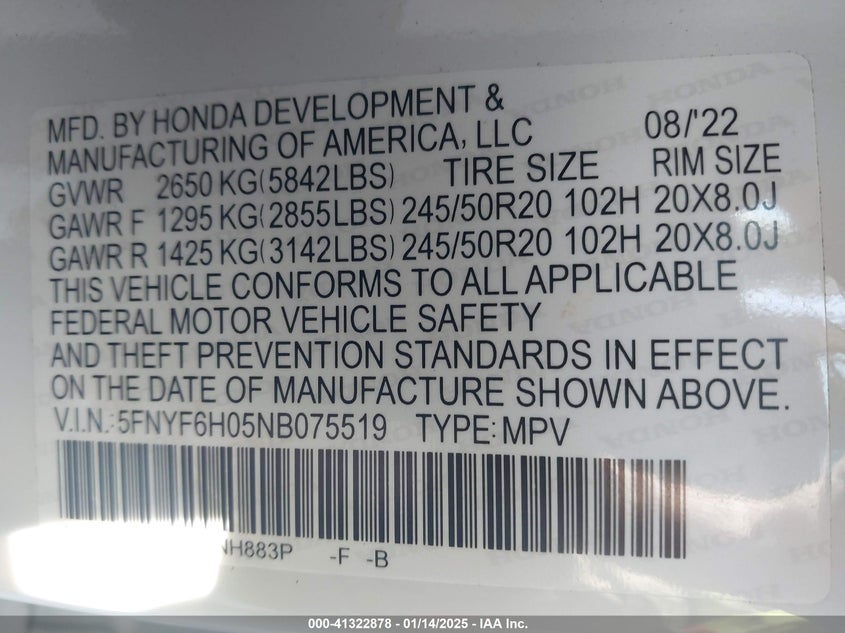 MFD. BY HONDA DEVELOPMENT &
MANUFACTURING OF AMERICA, LLC 08/'22
GVWR 2650 KG(5842LBS) TIRE SIZE RIM SIZE
GAWR F 1295 KG(2855LBS) 245/50R20 102H 20X8.0J
GAWR R 1425 KG(3142LBS) 245/50R20 102H 20X8.0J
THIS VEHICLE CONFORMS TO ALL APPLICABLE
FEDERAL MOTOR VEHICLE SAFETY
AND THEFT PREVENTION STANDARDS IN EFFECT
ON THE DATE OF MANUFACTURE SHOWN ABOVE.
V.I.N.:5FNYF6H05NB075519 TYPE:MPV
NH883P -F -B
000-41322878 - 01/14/2025 - IAA Inc.